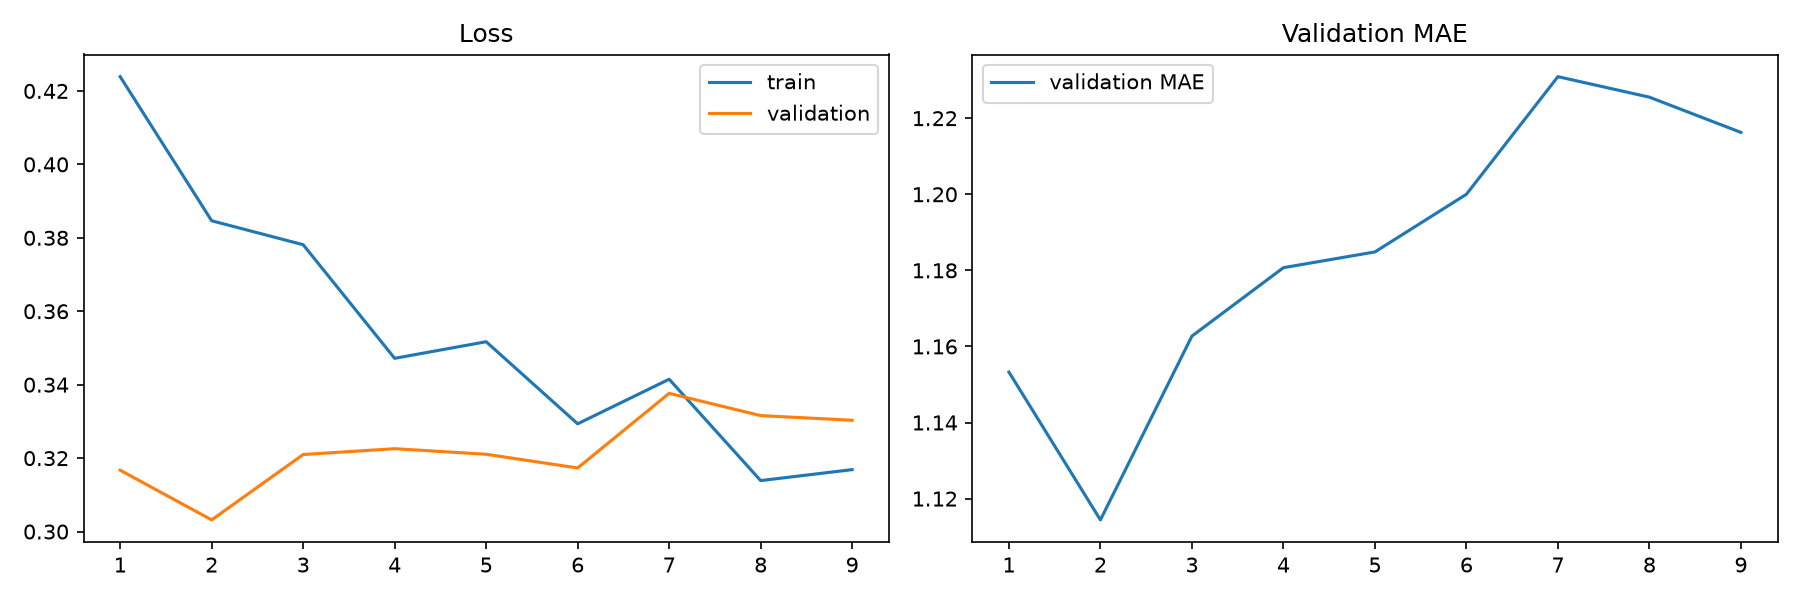 Loss
0.42
0.40
0.38
0.36
0.34
0.32
0.30
train
validation
1 2 3 4 5 6 7 8 9
Validation MAE
validation MAE
1.22
1.20
1.18
1.16
1.14
1.12
1 2 3 4 5 6 7 8 9